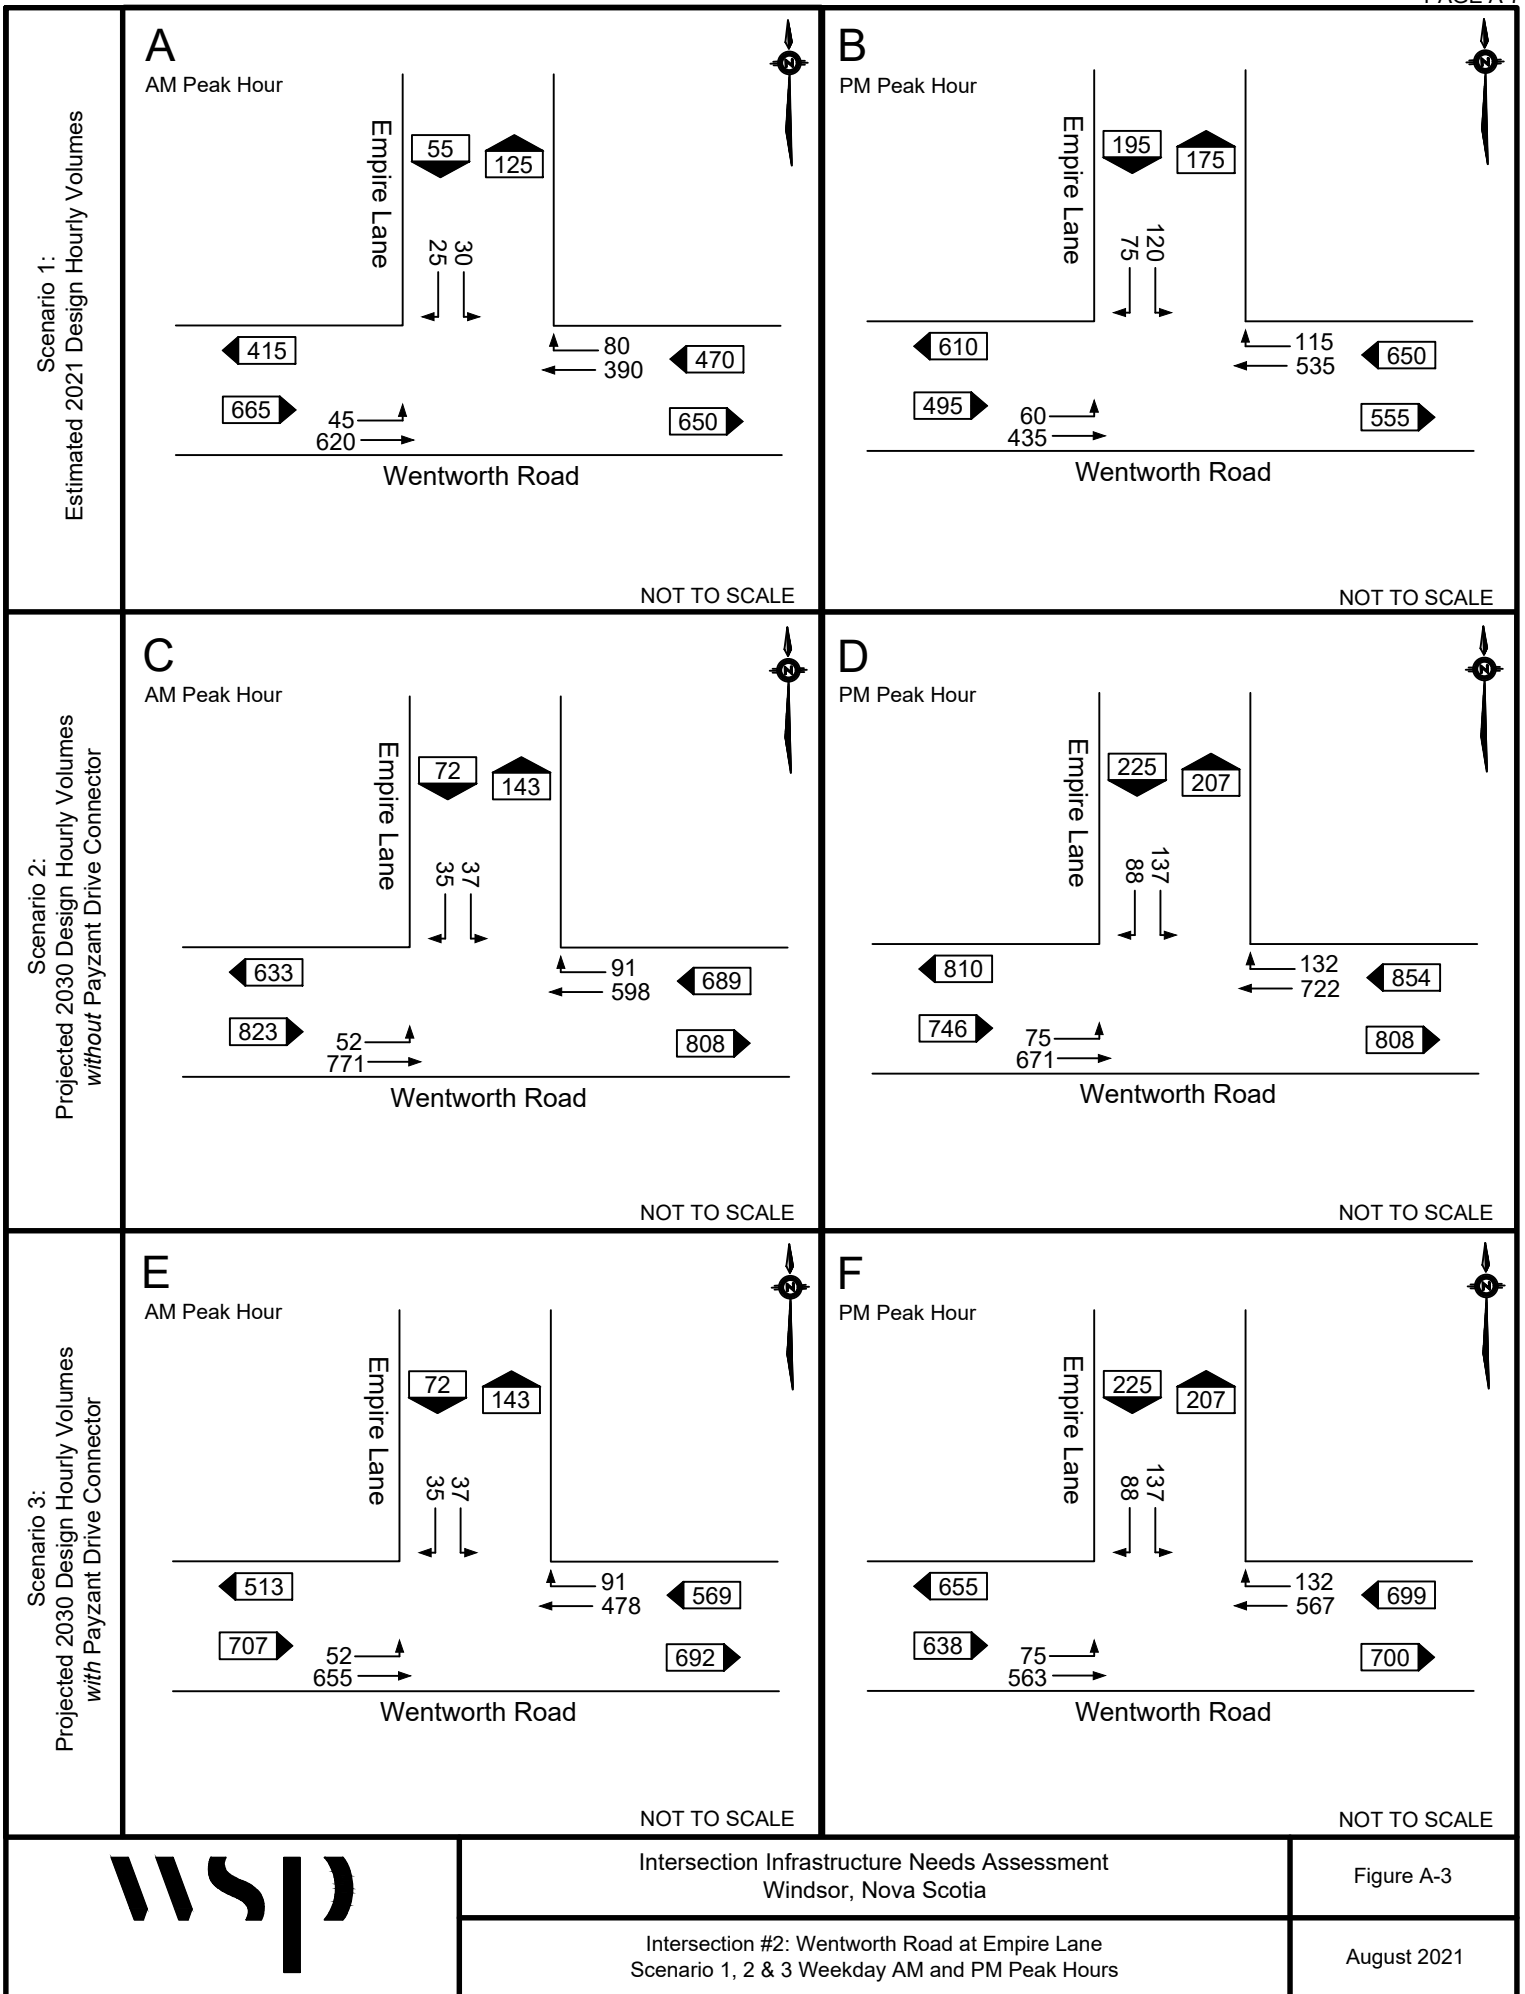 Scenario 1:
Estimated 2021 Design Hourly Volumes
A
AM Peak Hour
N
Empire Lane
55
125
25
30
415
80
390
470
665
45
620
650
Wentworth Road
NOT TO SCALE
B
PM Peak Hour
N
Empire Lane
195
175
75
120
610
115
535
650
495
60
435
555
Wentworth Road
NOT TO SCALE
Scenario 2:
Projected 2030 Design Hourly Volumes
without Payzant Drive Connector
C
AM Peak Hour
N
Empire Lane
72
143
35
37
633
91
598
689
823
52
771
808
Wentworth Road
NOT TO SCALE
D
PM Peak Hour
N
Empire Lane
225
207
88
137
810
132
722
854
746
75
671
808
Wentworth Road
NOT TO SCALE
Scenario 3:
Projected 2030 Design Hourly Volumes
with Payzant Drive Connector
E
AM Peak Hour
N
Empire Lane
72
143
35
37
513
91
478
569
707
52
655
692
Wentworth Road
NOT TO SCALE
F
PM Peak Hour
N
Empire Lane
225
207
88
137
655
132
567
699
638
75
563
700
Wentworth Road
NOT TO SCALE
wsp
Intersection Infrastructure Needs Assessment
Windsor, Nova Scotia
Figure A-3
Intersection #2: Wentworth Road at Empire Lane
Scenario 1, 2 & 3 Weekday AM and PM Peak Hours
August 2021